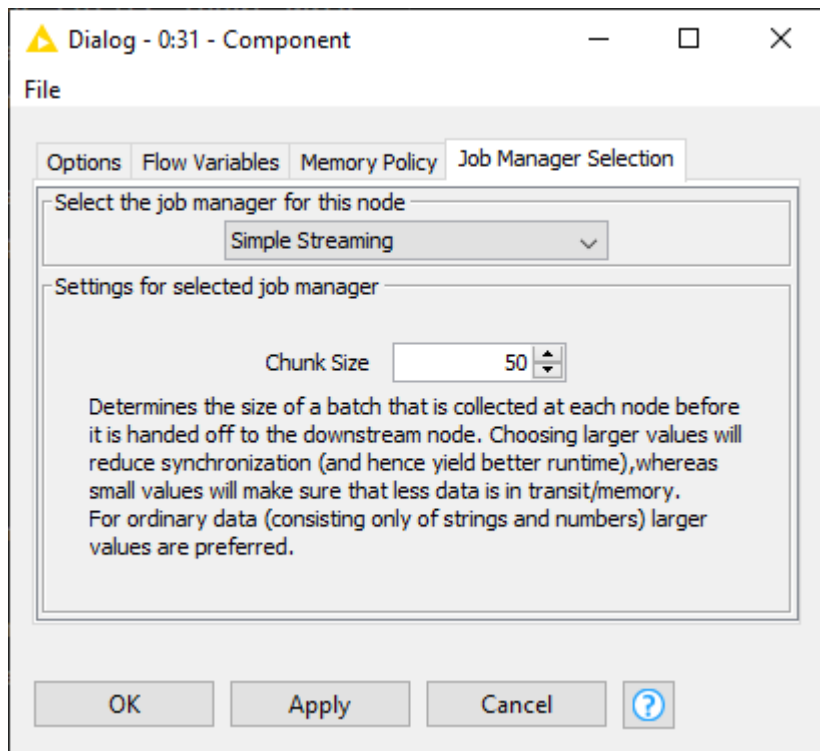 Dialog - 0:31 - Component
File
Options Flow Variables Memory Policy Job Manager Selection
Select the job manager for this node
Simple Streaming
Settings for selected job manager
Chunk Size 50
Determines the size of a batch that is collected at each node before
it is handed off to the downstream node. Choosing larger values will
reduce synchronization (and hence yield better runtime),whereas
small values will make sure that less data is in transit/memory.
For ordinary data (consisting only of strings and numbers) larger
values are preferred.
OK Apply Cancel ?